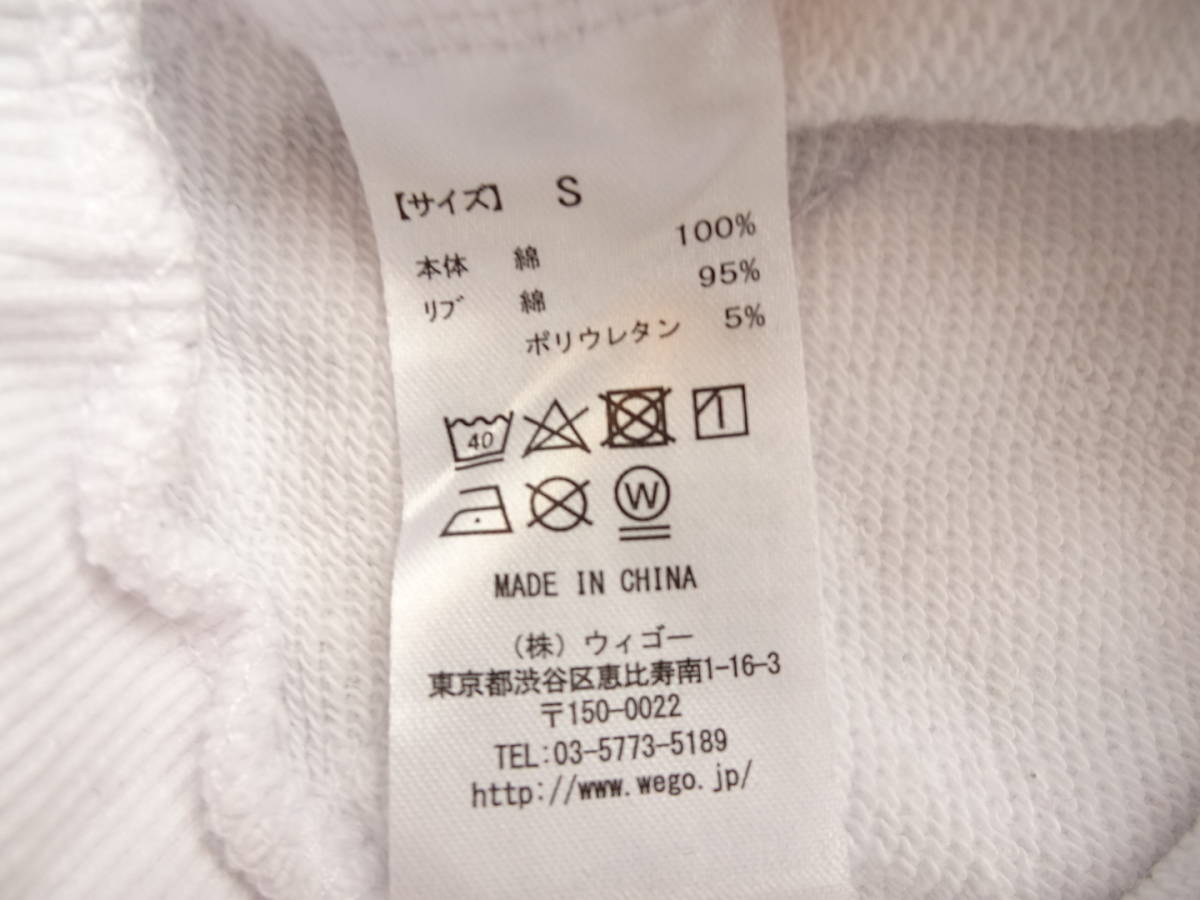 【サイズ】 S
本体 綿 100%
リブ 綿 95%
ポリウレタン 5%
40
W
MADE IN CHINA
(株)ウィゴー
東京都渋谷区恵比寿南1-16-3
〒150-0022
TEL:03-5773-5189
http://www.wego.jp/